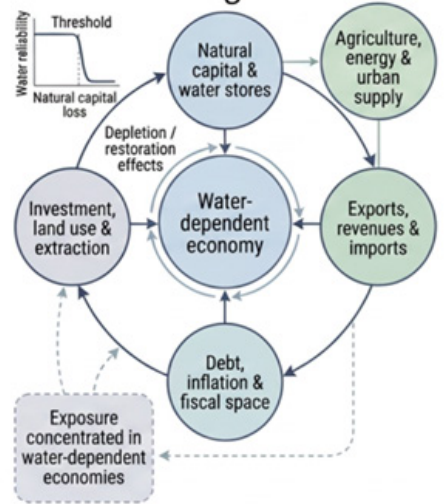 Threshold
Water reliability
Natural capital
loss
Natural
capital &
water stores
Agriculture,
energy &
urban
supply
Depletion /
restoration
effects
Investment,
land use &
extraction
Water-
dependent
economy
Exports,
revenues &
imports
Debt,
inflation &
fiscal space
Exposure
concentrated in
water-dependent
economies